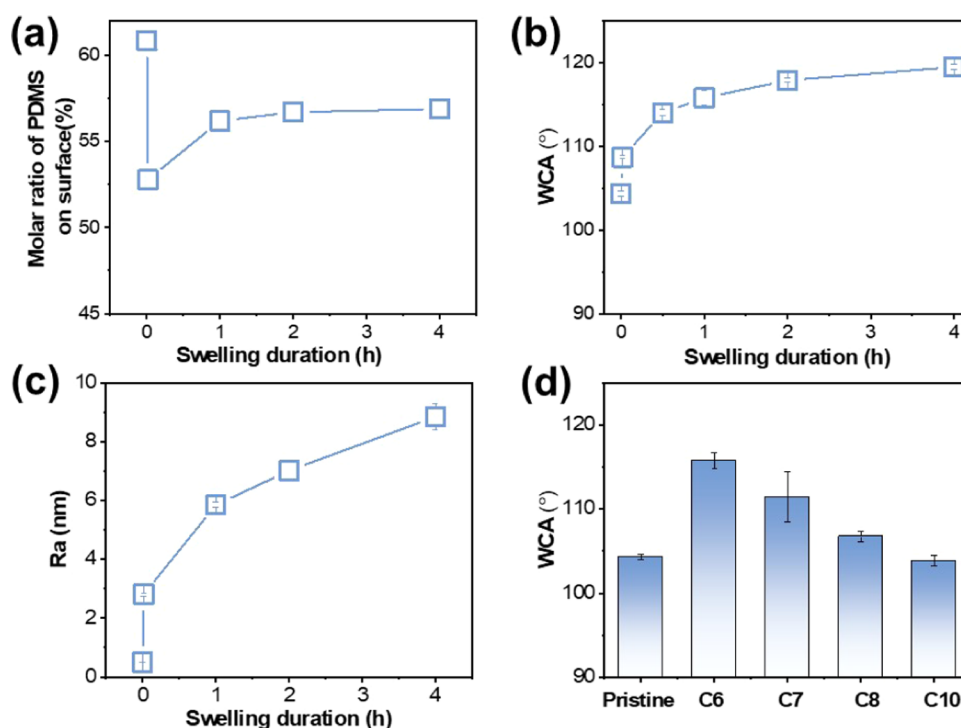 (a)
Molar ratio of PDMS
on surface(%)
60
55
50
45
0 1 2 3 4
Swelling duration (h)
(b)
WCA (°)
120
110
100
90
0 1 2 3 4
Swelling duration (h)
(c)
Ra (nm)
10
8
6
4
2
0
0 1 2 3 4
Swelling duration (h)
(d)
WCA (°)
120
110
100
90
Pristine C6 C7 C8 C10